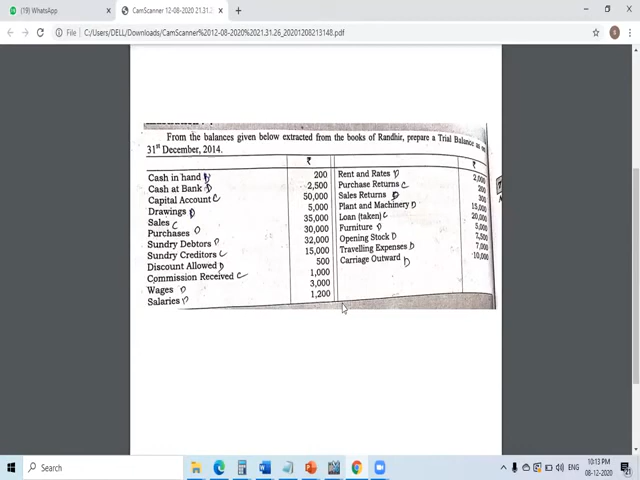 (19) WhatsApp
CamScanner 12-08-2020 21.31.2
File C:/Users/DELL/Downloads/CamScanner%2012-08-2020%2021.31.26_20201208213148.pdf
From the balances given below extracted from the books of Randhir, prepare a Trial Balance as on
31st December, 2014.
₹ ₹
Cash in hand D 200 Rent and Rates D 2,000
Cash at Bank D 2,500 Purchase Returns C 200
Capital Account C 50,000 Sales Returns D 300
Drawings D 5,000 Plant and Machinery D 15,000
Sales C 35,000 Loan (taken) C 20,000
Purchases D 30,000 Furniture D 5,000
Sundry Debtors D 32,000 Opening Stock D 7,500
Sundry Creditors C 15,000 Travelling Expenses D 7,000
Discount Allowed D 500 Carriage Outward D 10,000
Commission Received C 1,000
Wages D 3,000
Salaries D 1,200
Search
ENG
10:13 PM
08-12-2020